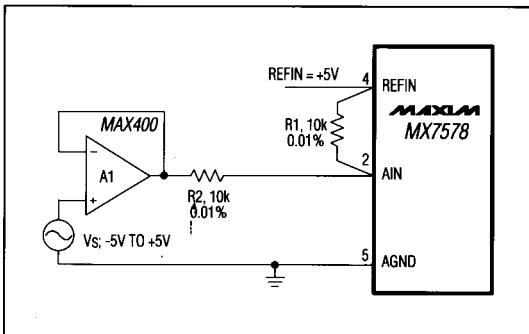 REFIN = +5V
4
REFIN
MAXIM
MX7578
R1, 10k
0.01%
MAX400
−
A1
+
2
AIN
R2, 10k
0.01%
VS; -5V TO +5V
5
AGND